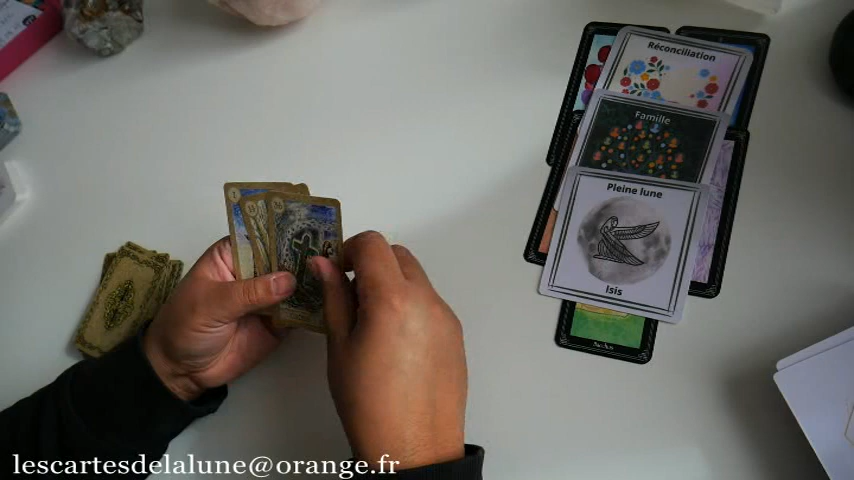 Réconciliation
Famille
Pleine lune
Isis
lescartesdelalune@orange.fr